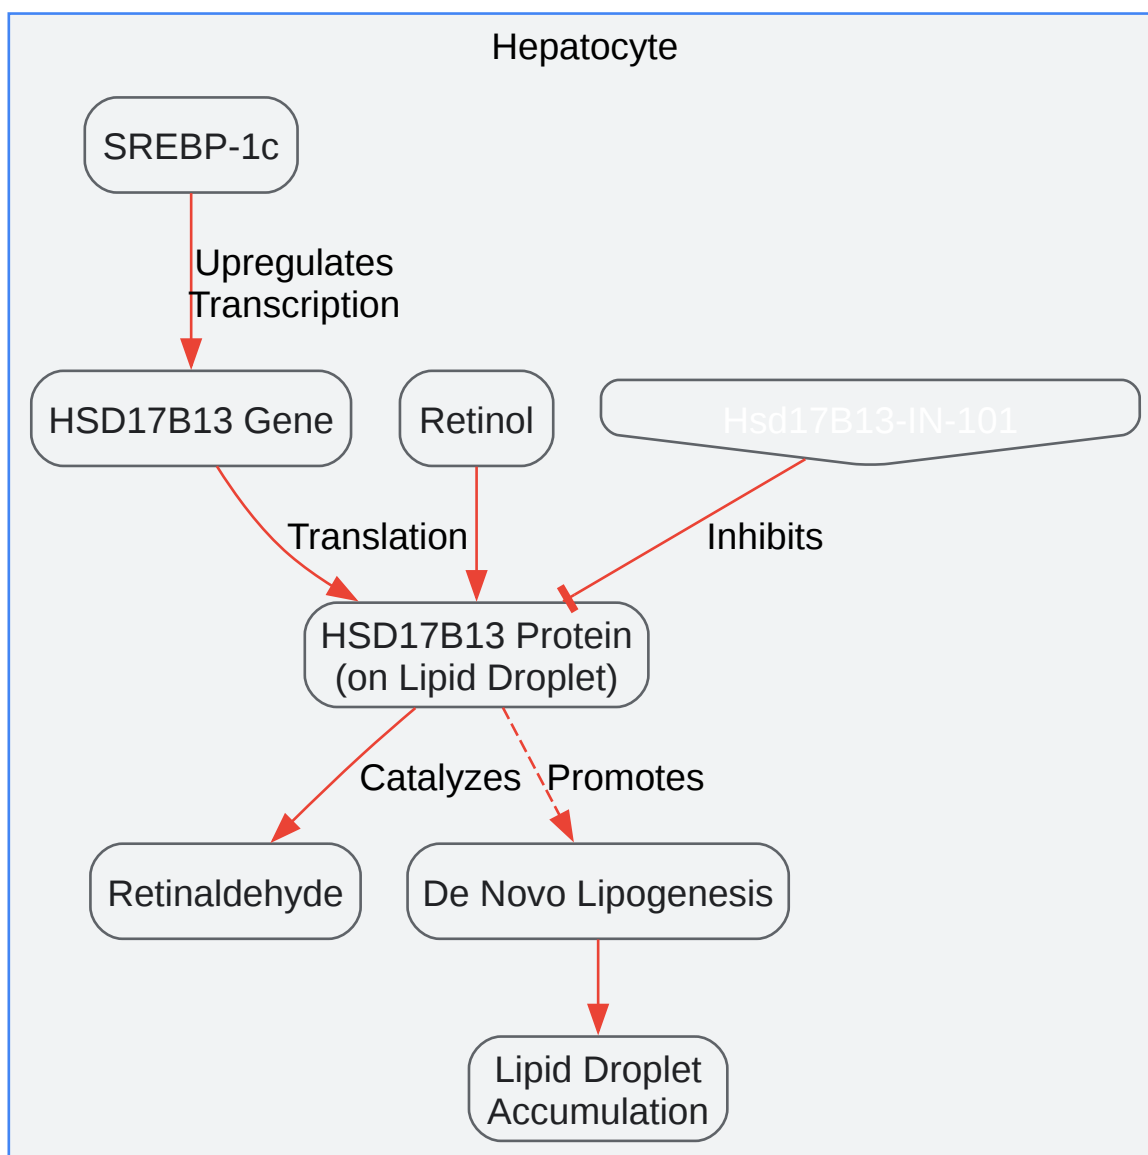 Hepatocyte
SREBP-1c
Upregulates
Transcription
HSD17B13 Gene
Retinol
Hsd17B13-IN-101
Translation
Inhibits
HSD17B13 Protein
(on Lipid Droplet)
Catalyzes
Promotes
Retinaldehyde
De Novo Lipogenesis
Lipid Droplet
Accumulation